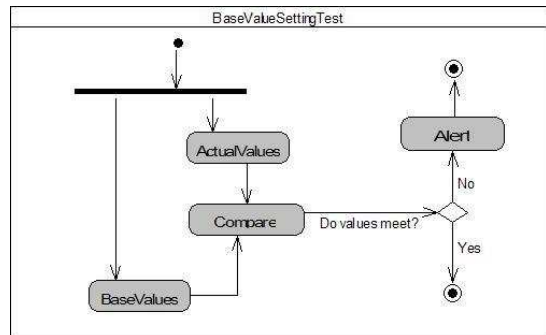 BaseValueSettingTest
ActualValues
Alert
No
Compare
Do values meet?
Yes
BaseValues